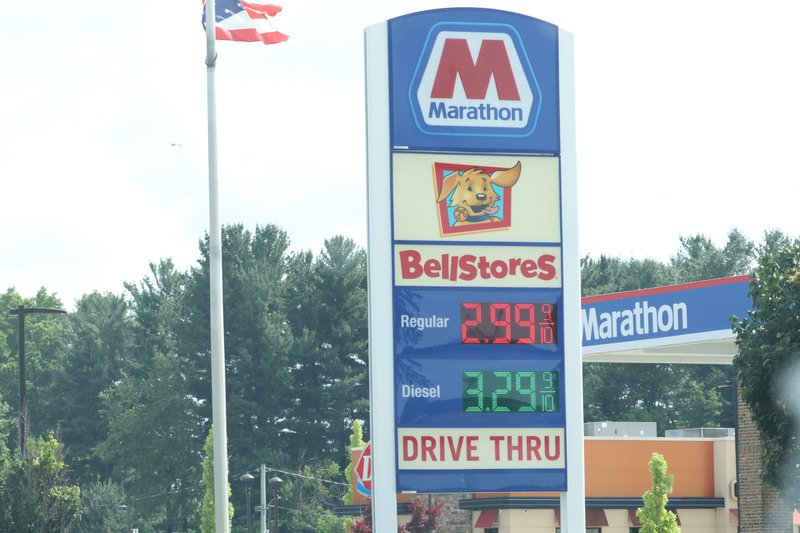 M
Marathon
BellStores
Regular 2.99 9/10
Diesel 3.29 9/10
DRIVE THRU
Marathon